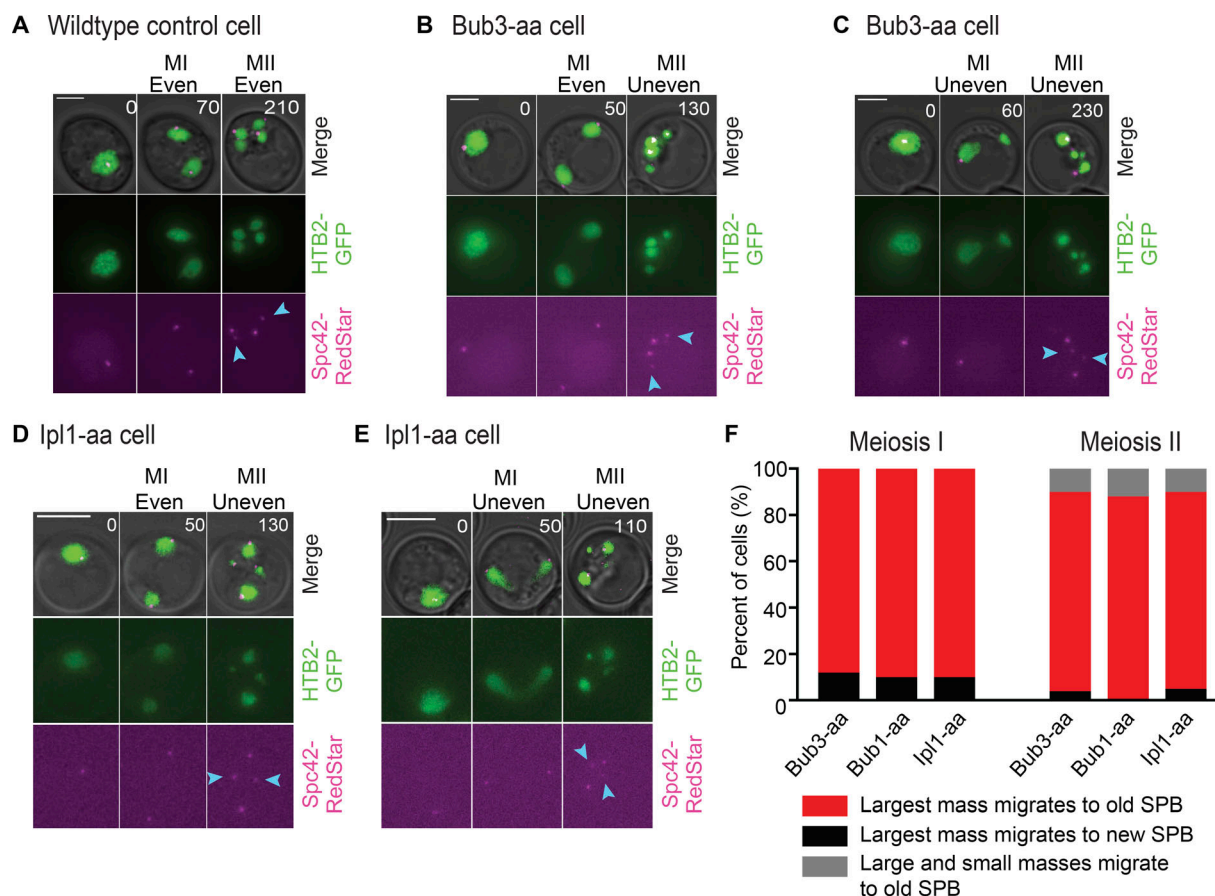 A Wildtype control cell
MI
Even
MII
Even
0
70
210
Merge
HTB2-
GFP
Spc42-
RedStar
B Bub3-aa cell
MI
Even
MII
Uneven
0
50
130
Merge
HTB2-
GFP
Spc42-
RedStar
C Bub3-aa cell
MI
Uneven
MII
Uneven
0
60
230
Merge
HTB2-
GFP
Spc42-
RedStar
D Ipl1-aa cell
MI
Even
MII
Uneven
0
50
130
Merge
HTB2-
GFP
Spc42-
RedStar
E Ipl1-aa cell
MI
Uneven
MII
Uneven
0
50
110
Merge
HTB2-
GFP
Spc42-
RedStar
F
Meiosis I
Meiosis II
Percent of cells (%)
100
80
60
40
20
0
Bub3-aa
Bub1-aa
Ipl1-aa
Bub3-aa
Bub1-aa
Ipl1-aa
Largest mass migrates to old SPB
Largest mass migrates to new SPB
Large and small masses migrate
to old SPB